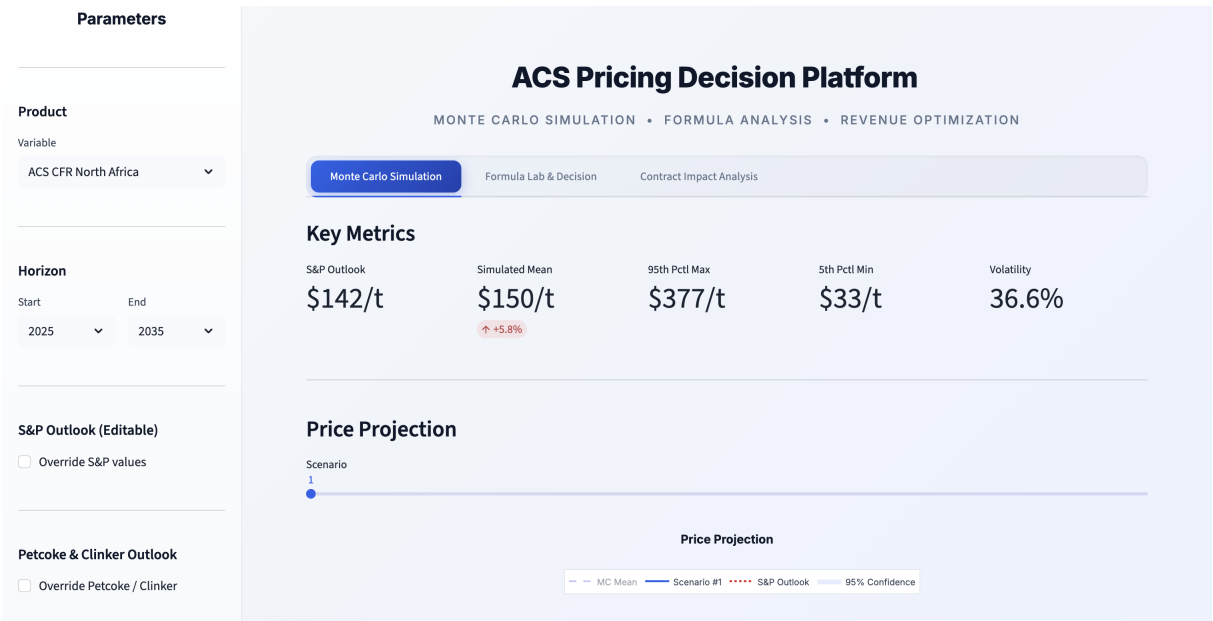 Parameters
Product
Variable
ACS CFR North Africa
Horizon
Start
End
2025
2035
S&P Outlook (Editable)
Override S&P values
Petcoke & Clinker Outlook
Override Petcoke / Clinker
ACS Pricing Decision Platform
MONTE CARLO SIMULATION • FORMULA ANALYSIS • REVENUE OPTIMIZATION
Monte Carlo Simulation
Formula Lab & Decision
Contract Impact Analysis
Key Metrics
S&P Outlook
$142/t
Simulated Mean
$150/t
↑ +5.8%
95th Pctl Max
$377/t
5th Pctl Min
$33/t
Volatility
36.6%
Price Projection
Scenario
1
Price Projection
MC Mean
Scenario #1
S&P Outlook
95% Confidence